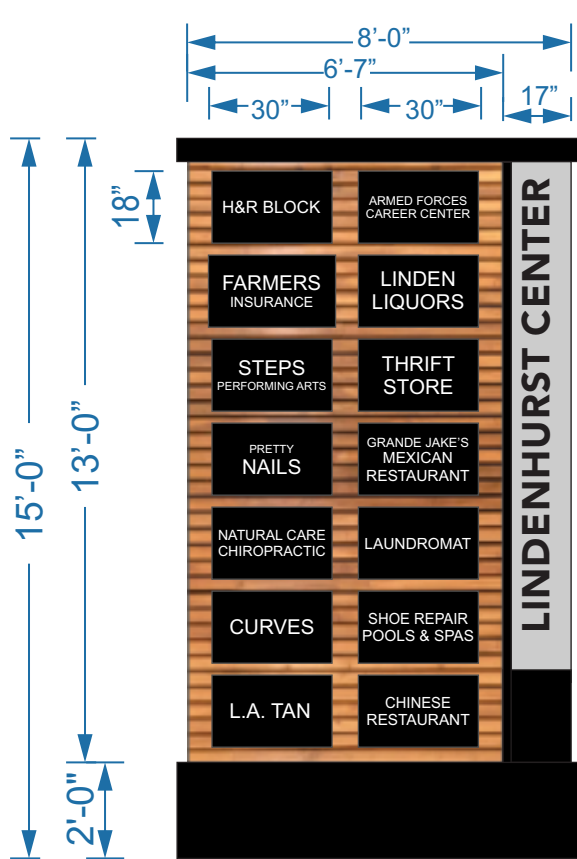 8’-0”
6’-7”
17”
30”
30”
18”
15’-0”
13’-0”
2'-0"
H&R BLOCK
ARMED FORCES
CAREER CENTER
FARMERS
INSURANCE
LINDEN
LIQUORS
STEPS
PERFORMING ARTS
THRIFT
STORE
PRETTY
NAILS
GRANDE JAKE’S
MEXICAN
RESTAURANT
NATURAL CARE
CHIROPRACTIC
LAUNDROMAT
CURVES
SHOE REPAIR
POOLS & SPAS
L.A. TAN
CHINESE
RESTAURANT
LINDENHURST CENTER